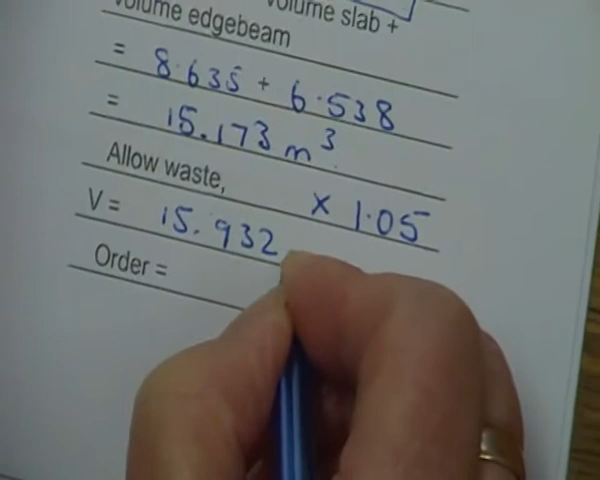 volume slab +
volume edgebeam
= 8.635 + 6.538
= 15.173 m³
Allow waste, × 1.05
V = 15.932
Order =